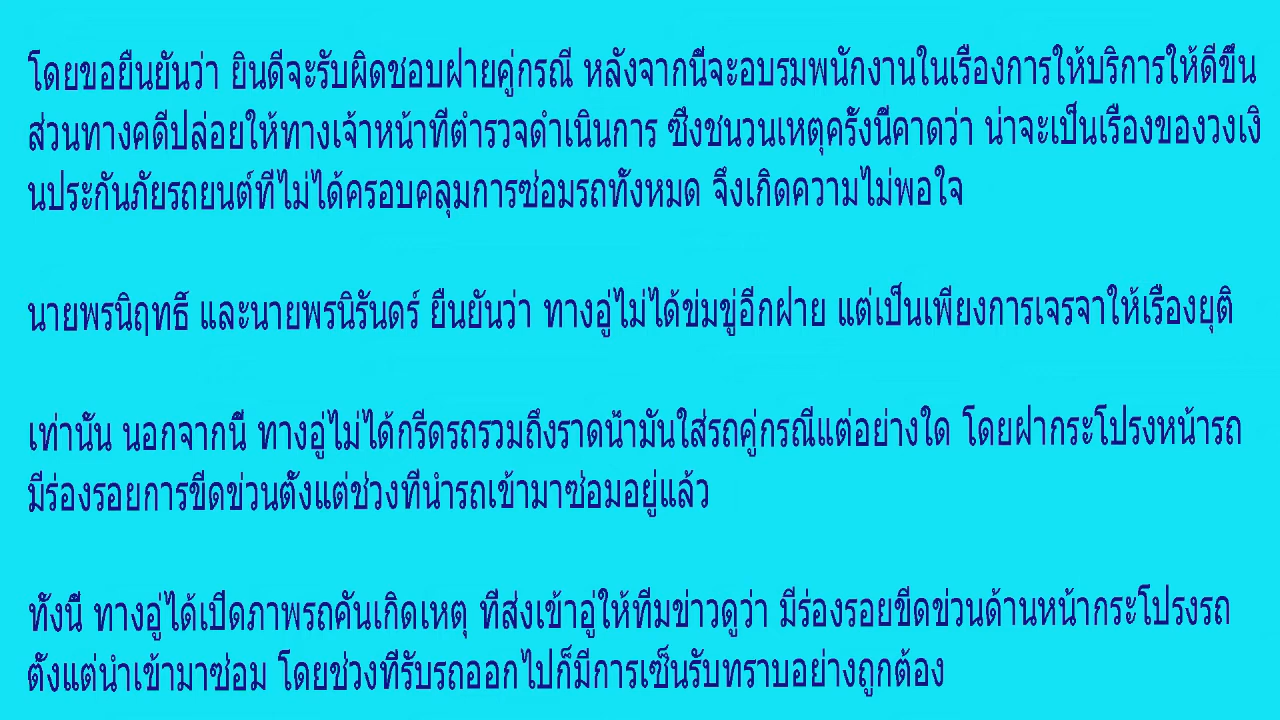 โดยขอยืนยันว่า ยินดีจะรับผิดชอบฝ่ายคู่กรณี หลังจากนี้จะอบรมพนักงานในเรื่องการให้บริการให้ดีขึ้น
ส่วนทางคดีปล่อยให้ทางเจ้าหน้าที่ตำรวจดำเนินการ ซึ่งชนวนเหตุครั้งนี้คาดว่า น่าจะเป็นเรื่องของวงเงิ
นประกันภัยรถยนต์ที่ไม่ได้ครอบคลุมการซ่อมรถทั้งหมด จึงเกิดความไม่พอใจ
นายพรนิฤทธิ์ และนายพรนิรันดร์ ยืนยันว่า ทางอู่ไม่ได้ข่มขู่อีกฝ่าย แต่เป็นเพียงการเจรจาให้เรื่องยุติ
เท่านั้น นอกจากนี้ ทางอู่ไม่ได้กรีดรถรวมถึงราดน้ำมันใส่รถคู่กรณีแต่อย่างใด โดยฝากระโปรงหน้ารถ
มีร่องรอยการขีดข่วนตั้งแต่ช่วงที่นำรถเข้ามาซ่อมอยู่แล้ว
ทั้งนี้ ทางอู่ได้เปิดภาพรถคันเกิดเหตุ ที่ส่งเข้าอู่ให้ทีมข่าวดูว่า มีร่องรอยขีดข่วนด้านหน้ากระโปรงรถ
ตั้งแต่นำเข้ามาซ่อม โดยช่วงที่รับรถออกไปก็มีการเซ็นรับทราบอย่างถูกต้อง